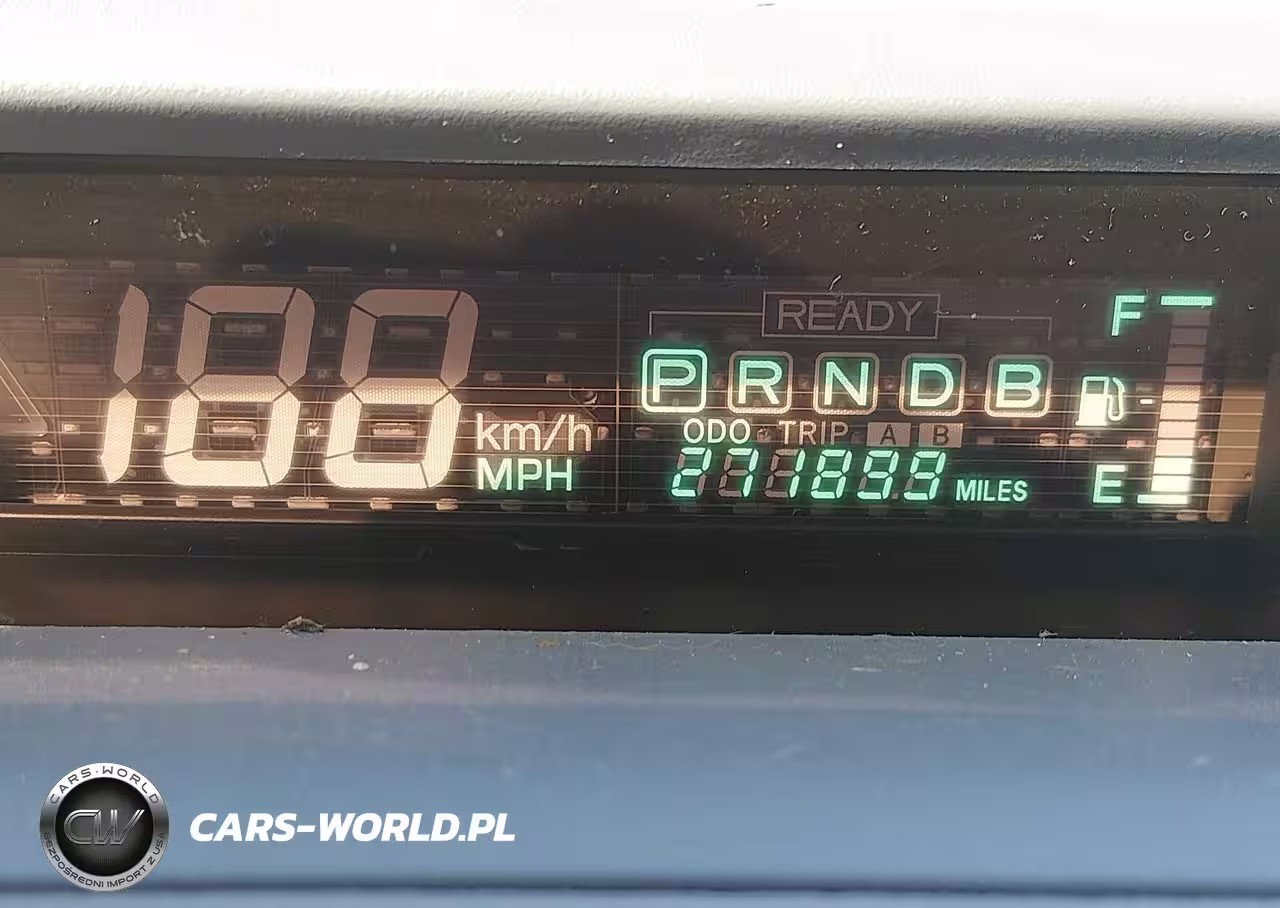 READY
F
188
P R N D B
km/h
ODO TRIP A B
MPH
271899 MILES
E
CARS-WORLD
CW
BEZPOŚREDNI IMPORT Z USA
CARS-WORLD.PL